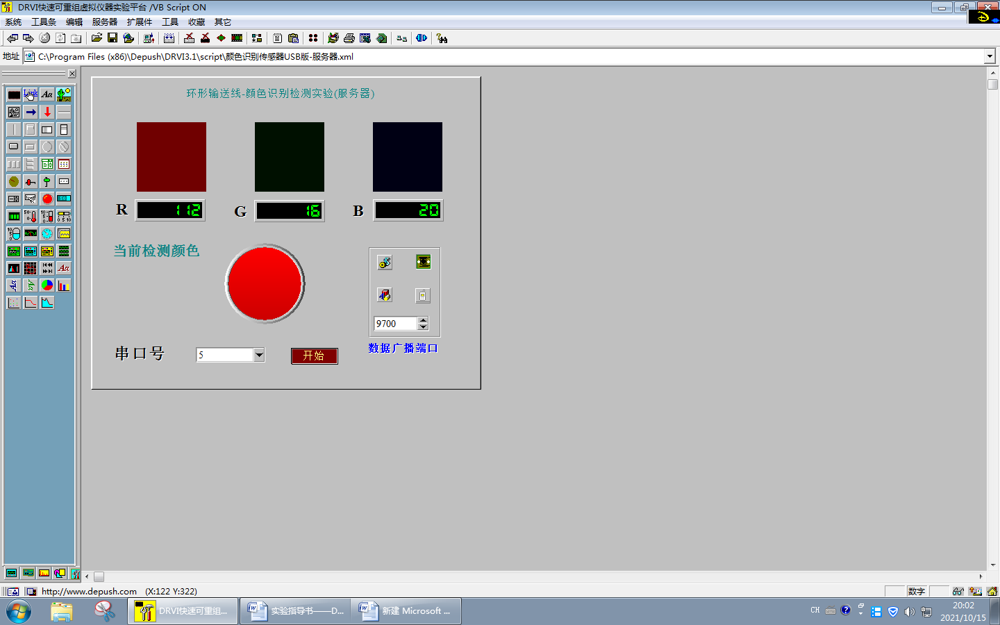 DRVI快速可重组虚拟仪器实验平台 /VB Script ON
系统 工具条 编辑 服务器 扩展件 工具 收藏 其它
地址 C:\Program Files (x86)\Depush\DRVI3.1\script\颜色识别传感器USB版-服务器.xml
环形输送线-颜色识别检测实验(服务器)
R 112 G 16 B 20
当前检测颜色
9700
数据广播端口
串口号 5 开始
http://www.depush.com (X:122 Y:322) 数字
DRVI快速可重组... 实验指导书——D... 新建 Microsoft ... CH 20:02
2021/10/15